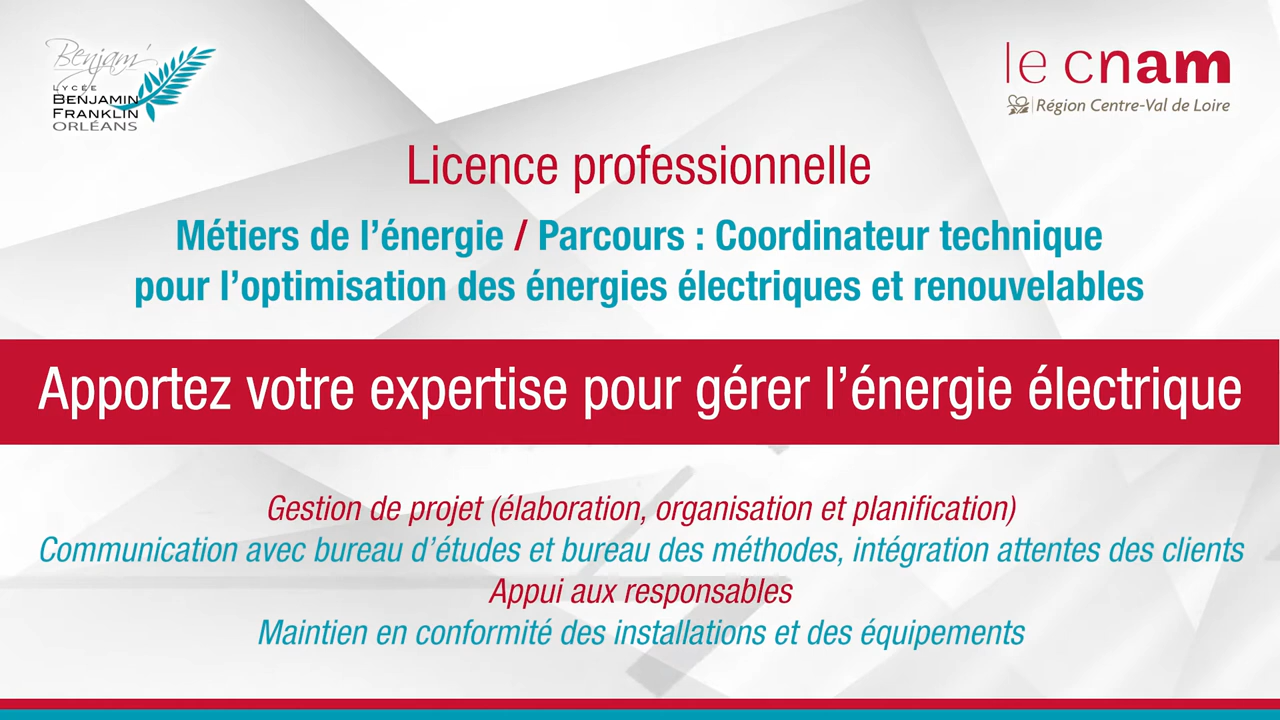 Benjam'
LYCÉE
BENJAMIN
FRANKLIN
ORLÉANS
le cnam
Région Centre-Val de Loire
Licence professionnelle
Métiers de l'énergie / Parcours : Coordinateur technique
pour l'optimisation des énergies électriques et renouvelables
Apportez votre expertise pour gérer l'énergie électrique
Gestion de projet (élaboration, organisation et planification)
Communication avec bureau d'études et bureau des méthodes, intégration attentes des clients
Appui aux responsables
Maintien en conformité des installations et des équipements